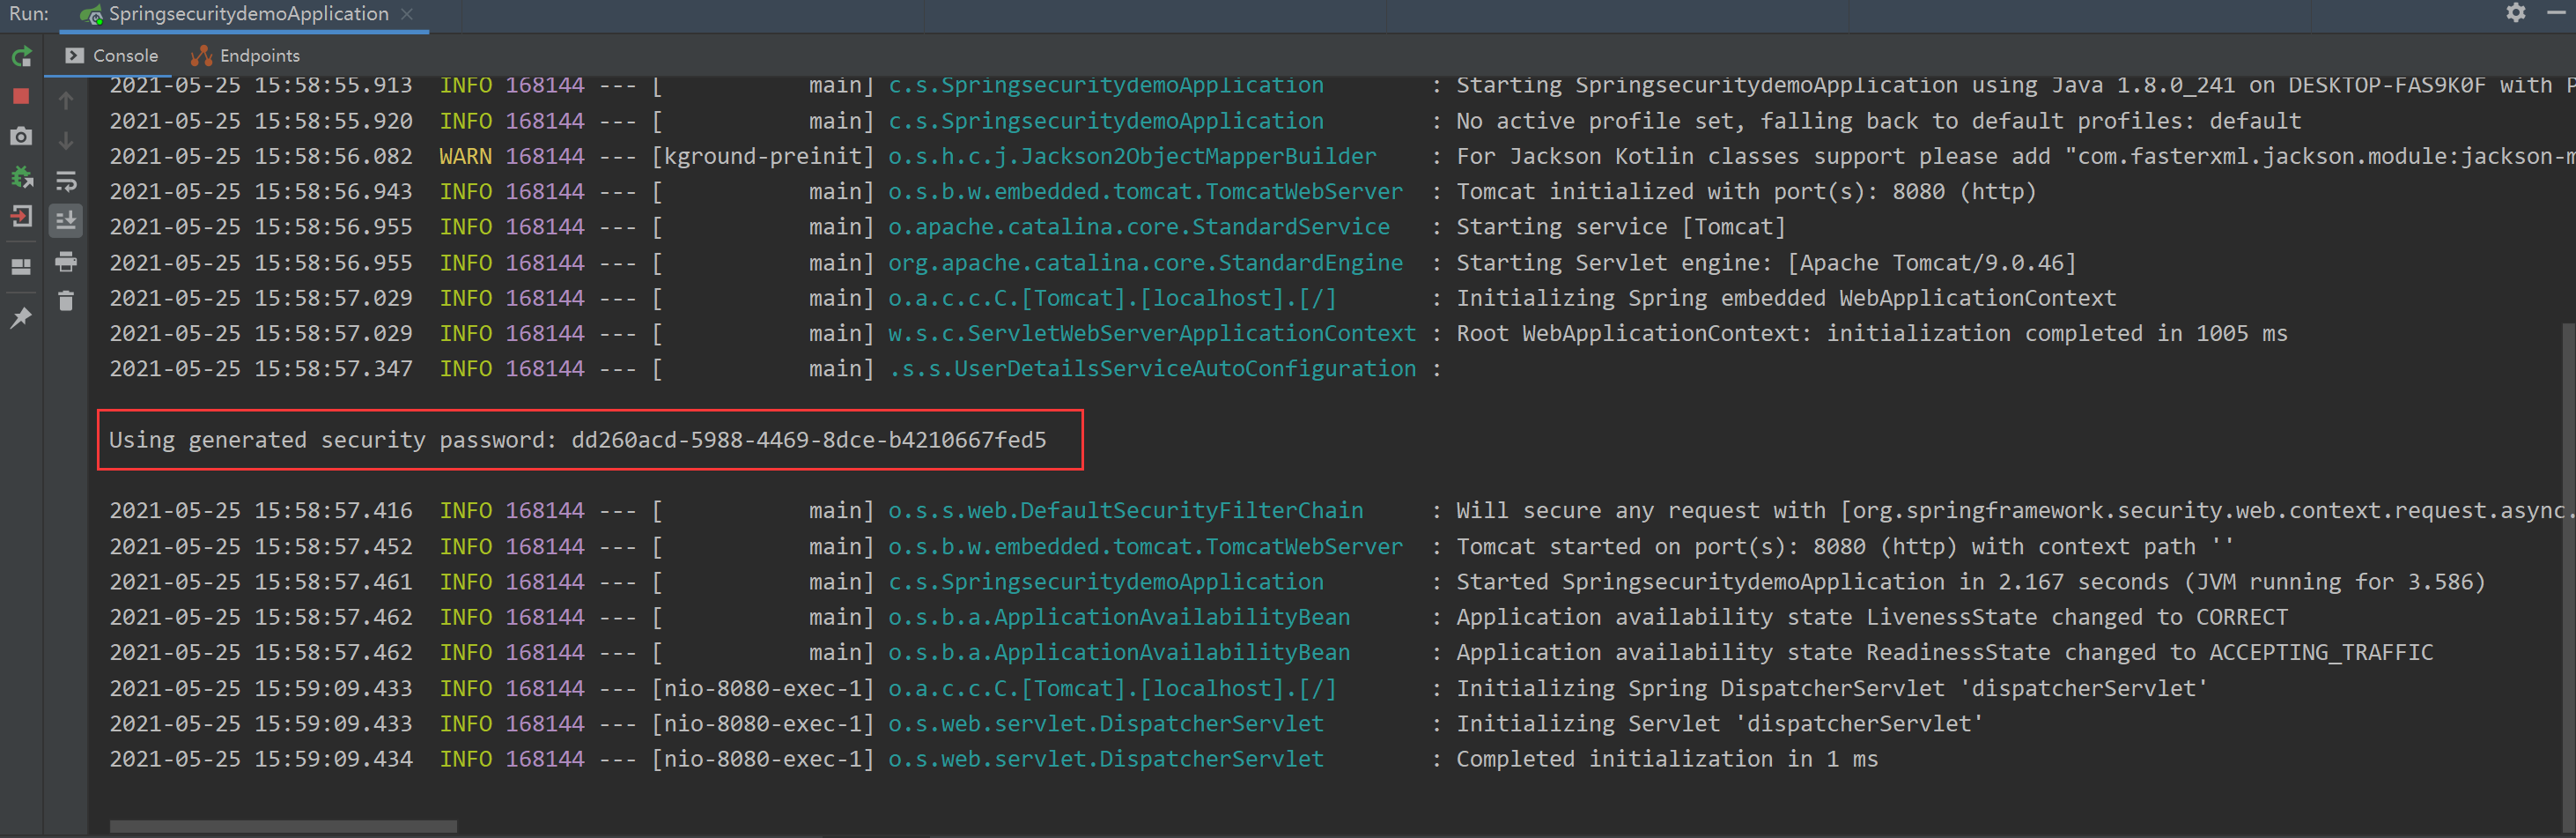 Run: SpringsecuritydemoApplication
Console Endpoints
2021-05-25 15:58:55.913 INFO 168144 --- [ main] c.s.SpringsecuritydemoApplication : Starting SpringsecuritydemoApplication using Java 1.8.0_241 on DESKTOP-FAS9K0F with P
2021-05-25 15:58:55.920 INFO 168144 --- [ main] c.s.SpringsecuritydemoApplication : No active profile set, falling back to default profiles: default
2021-05-25 15:58:56.082 WARN 168144 --- [kground-preinit] o.s.h.c.j.Jackson2ObjectMapperBuilder : For Jackson Kotlin classes support please add "com.fasterxml.jackson.module:jackson-m
2021-05-25 15:58:56.943 INFO 168144 --- [ main] o.s.b.w.embedded.tomcat.TomcatWebServer : Tomcat initialized with port(s): 8080 (http)
2021-05-25 15:58:56.955 INFO 168144 --- [ main] o.apache.catalina.core.StandardService : Starting service [Tomcat]
2021-05-25 15:58:56.955 INFO 168144 --- [ main] org.apache.catalina.core.StandardEngine : Starting Servlet engine: [Apache Tomcat/9.0.46]
2021-05-25 15:58:57.029 INFO 168144 --- [ main] o.a.c.c.C.[Tomcat].[localhost].[/] : Initializing Spring embedded WebApplicationContext
2021-05-25 15:58:57.029 INFO 168144 --- [ main] w.s.c.ServletWebServerApplicationContext : Root WebApplicationContext: initialization completed in 1005 ms
2021-05-25 15:58:57.347 INFO 168144 --- [ main] .s.s.UserDetailsServiceAutoConfiguration :
Using generated security password: dd260acd-5988-4469-8dce-b4210667fed5
2021-05-25 15:58:57.416 INFO 168144 --- [ main] o.s.s.web.DefaultSecurityFilterChain : Will secure any request with [org.springframework.security.web.context.request.async.
2021-05-25 15:58:57.452 INFO 168144 --- [ main] o.s.b.w.embedded.tomcat.TomcatWebServer : Tomcat started on port(s): 8080 (http) with context path ''
2021-05-25 15:58:57.461 INFO 168144 --- [ main] c.s.SpringsecuritydemoApplication : Started SpringsecuritydemoApplication in 2.167 seconds (JVM running for 3.586)
2021-05-25 15:58:57.462 INFO 168144 --- [ main] o.s.b.a.ApplicationAvailabilityBean : Application availability state LivenessState changed to CORRECT
2021-05-25 15:58:57.462 INFO 168144 --- [ main] o.s.b.a.ApplicationAvailabilityBean : Application availability state ReadinessState changed to ACCEPTING_TRAFFIC
2021-05-25 15:59:09.433 INFO 168144 --- [nio-8080-exec-1] o.a.c.c.C.[Tomcat].[localhost].[/] : Initializing Spring DispatcherServlet 'dispatcherServlet'
2021-05-25 15:59:09.433 INFO 168144 --- [nio-8080-exec-1] o.s.web.servlet.DispatcherServlet : Initializing Servlet 'dispatcherServlet'
2021-05-25 15:59:09.434 INFO 168144 --- [nio-8080-exec-1] o.s.web.servlet.DispatcherServlet : Completed initialization in 1 ms